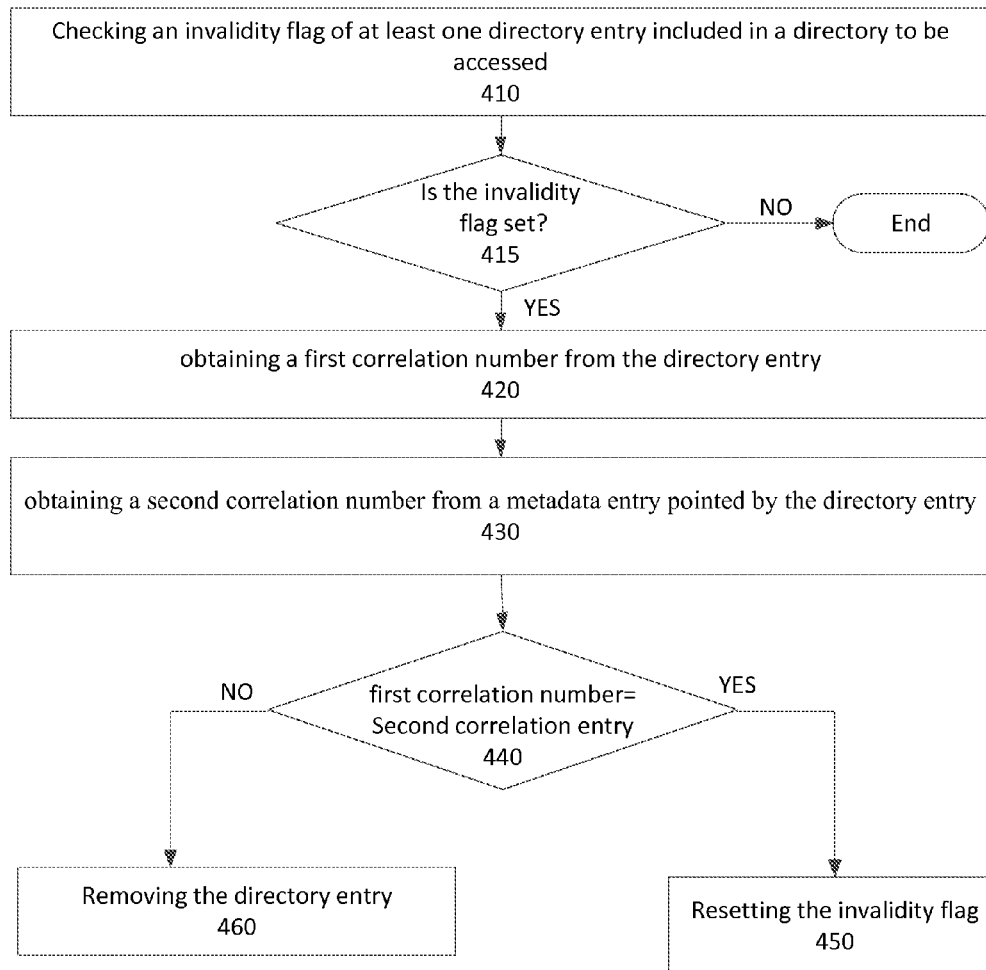 Checking an invalidity flag of at least one directory entry included in a directory to be
accessed
410
Is the invalidity
flag set?
415
NO
End
YES
obtaining a first correlation number from the directory entry
420
obtaining a second correlation number from a metadata entry pointed by the directory entry
430
NO
first correlation number=
Second correlation entry
440
YES
Removing the directory entry
460
Resetting the invalidity flag
450